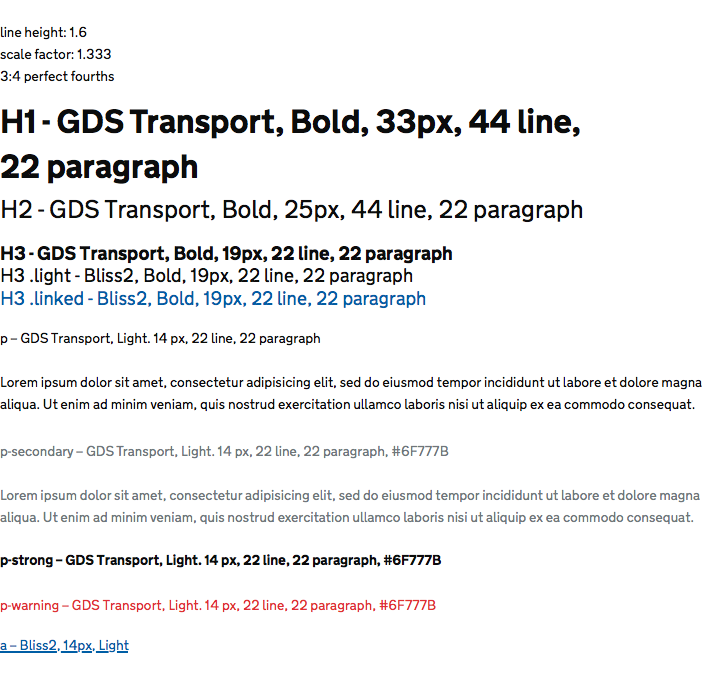 line height: 1.6
scale factor: 1.333
3:4 perfect fourths
H1 - GDS Transport, Bold, 33px, 44 line,
22 paragraph
H2 - GDS Transport, Bold, 25px, 44 line, 22 paragraph
H3 - GDS Transport, Bold, 19px, 22 line, 22 paragraph
H3 .light - Bliss2, Bold, 19px, 22 line, 22 paragraph
H3 .linked - Bliss2, Bold, 19px, 22 line, 22 paragraph
p – GDS Transport, Light. 14 px, 22 line, 22 paragraph
Lorem ipsum dolor sit amet, consectetur adipisicing elit, sed do eiusmod tempor incididunt ut labore et dolore magna
aliqua. Ut enim ad minim veniam, quis nostrud exercitation ullamco laboris nisi ut aliquip ex ea commodo consequat.
p-secondary – GDS Transport, Light. 14 px, 22 line, 22 paragraph, #6F777B
Lorem ipsum dolor sit amet, consectetur adipisicing elit, sed do eiusmod tempor incididunt ut labore et dolore magna
aliqua. Ut enim ad minim veniam, quis nostrud exercitation ullamco laboris nisi ut aliquip ex ea commodo consequat.
p-strong – GDS Transport, Light. 14 px, 22 line, 22 paragraph, #6F777B
p-warning – GDS Transport, Light. 14 px, 22 line, 22 paragraph, #6F777B
a – Bliss2, 14px, Light